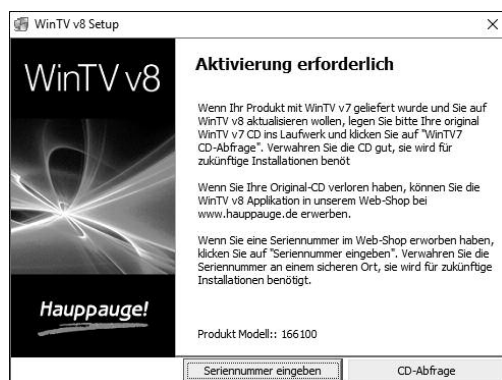 WinTV v8 Setup
WinTV v8
Hauppauge!
Aktivierung erforderlich
Wenn Ihr Produkt mit WinTV v7 geliefert wurde und Sie auf
WinTV v8 aktualisieren wollen, legen Sie bitte Ihre original
WinTV v7 CD ins Laufwerk und klicken Sie auf "WinTV7
CD-Abfrage". Verwahren Sie die CD gut, sie wird für
zukünftige Installationen benöt
Wenn Sie Ihre Original-CD verloren haben, können Sie die
WinTV v8 Applikation in unserem Web-Shop bei
www.hauppauge.de erwerben.
Wenn Sie eine Seriennummer im Web-Shop erworben haben,
klicken Sie auf "Seriennummer eingeben". Verwahren Sie die
Seriennummer an einem sicheren Ort, sie wird für zukünftige
Installationen benötigt.
Produkt Modell:: 166100
Seriennummer eingeben
CD-Abfrage